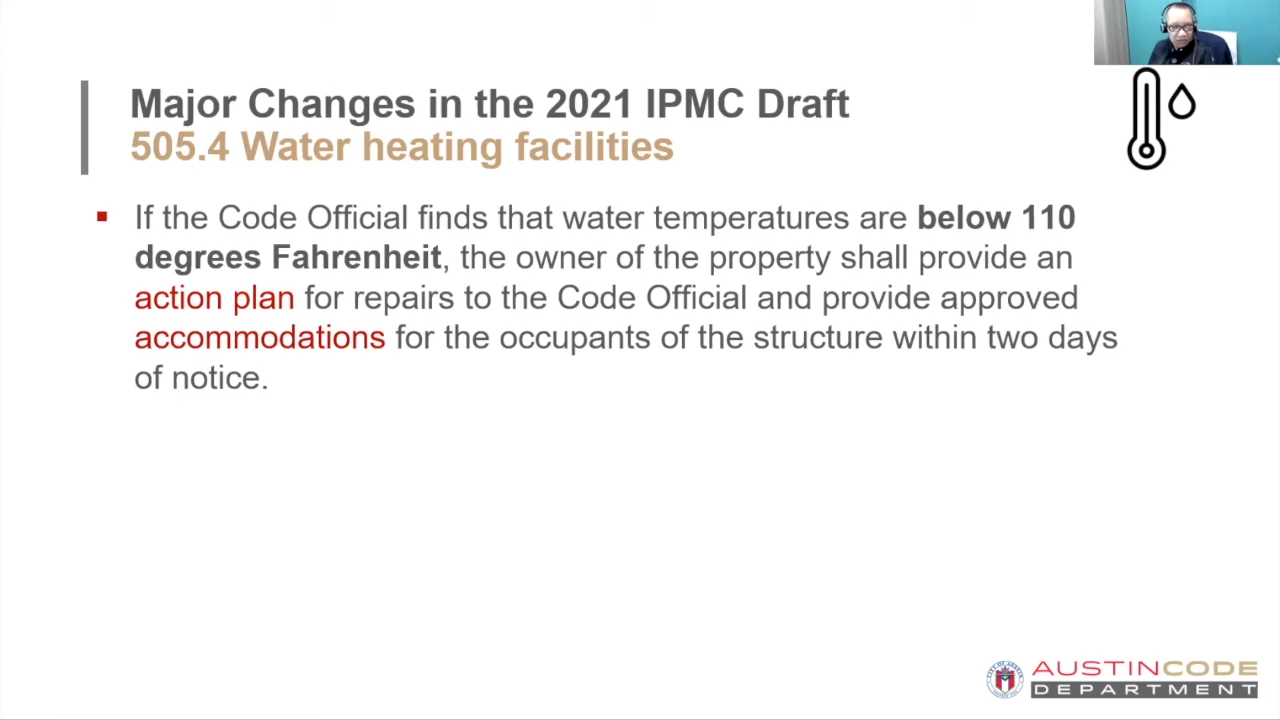 Major Changes in the 2021 IPMC Draft
505.4 Water heating facilities
If the Code Official finds that water temperatures are below 110
degrees Fahrenheit, the owner of the property shall provide an
action plan for repairs to the Code Official and provide approved
accommodations for the occupants of the structure within two days
of notice.
AUSTINCODE
DEPARTMENT